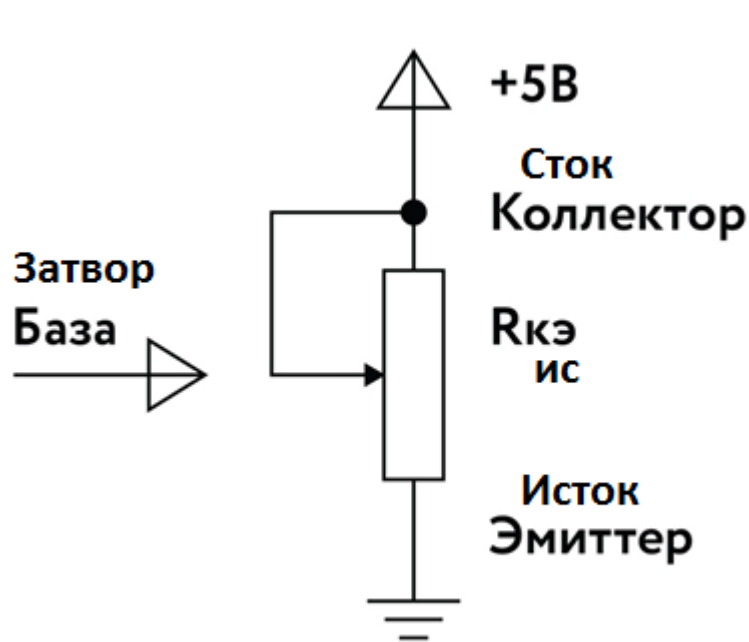 +5В
Сток
Коллектор
Затвор
База
Rкэ
ис
Исток
Эмиттер